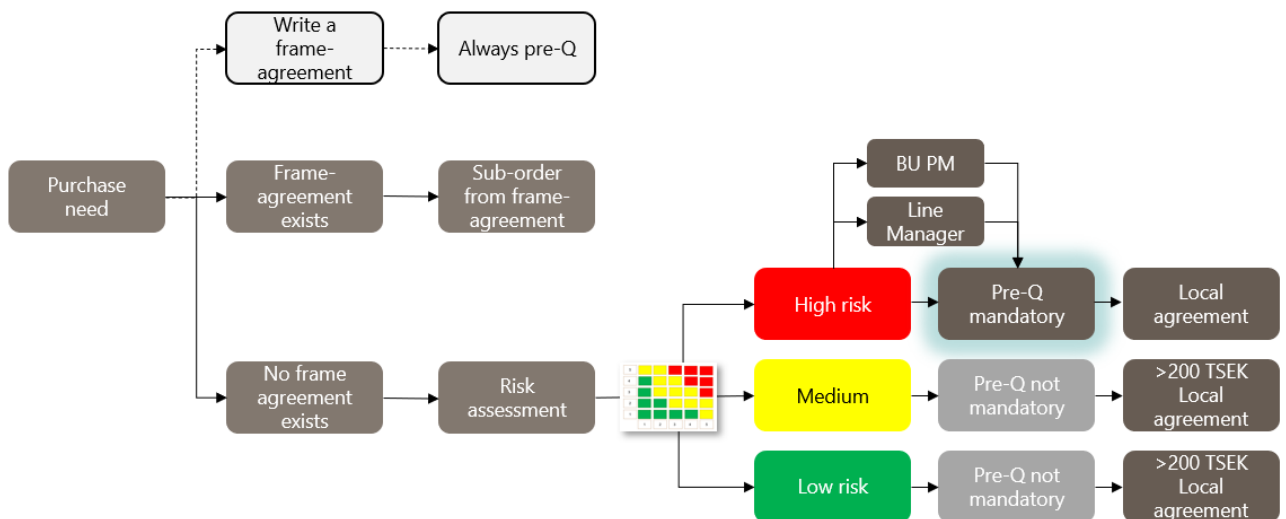 Write a
frame-
agreement
Always pre-Q
Purchase
need
Frame-
agreement
exists
Sub-order
from frame-
agreement
BU PM
Line
Manager
High risk
Pre-Q
mandatory
Local
agreement
No frame
agreement
exists
Risk
assessment
Medium
Pre-Q not
mandatory
>200 TSEK
Local
agreement
Low risk
Pre-Q not
mandatory
>200 TSEK
Local
agreement